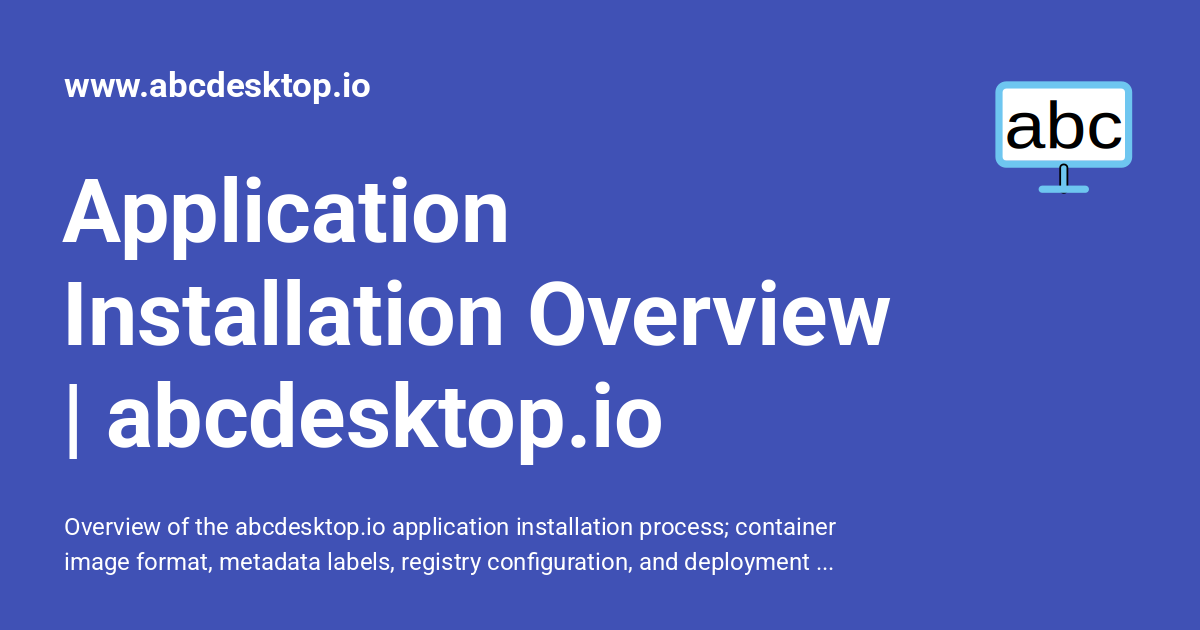 www.abcdesktop.io
abc
Application
Installation Overview
| abcdesktop.io
Overview of the abcdesktop.io application installation process; container
image format, metadata labels, registry configuration, and deployment ...